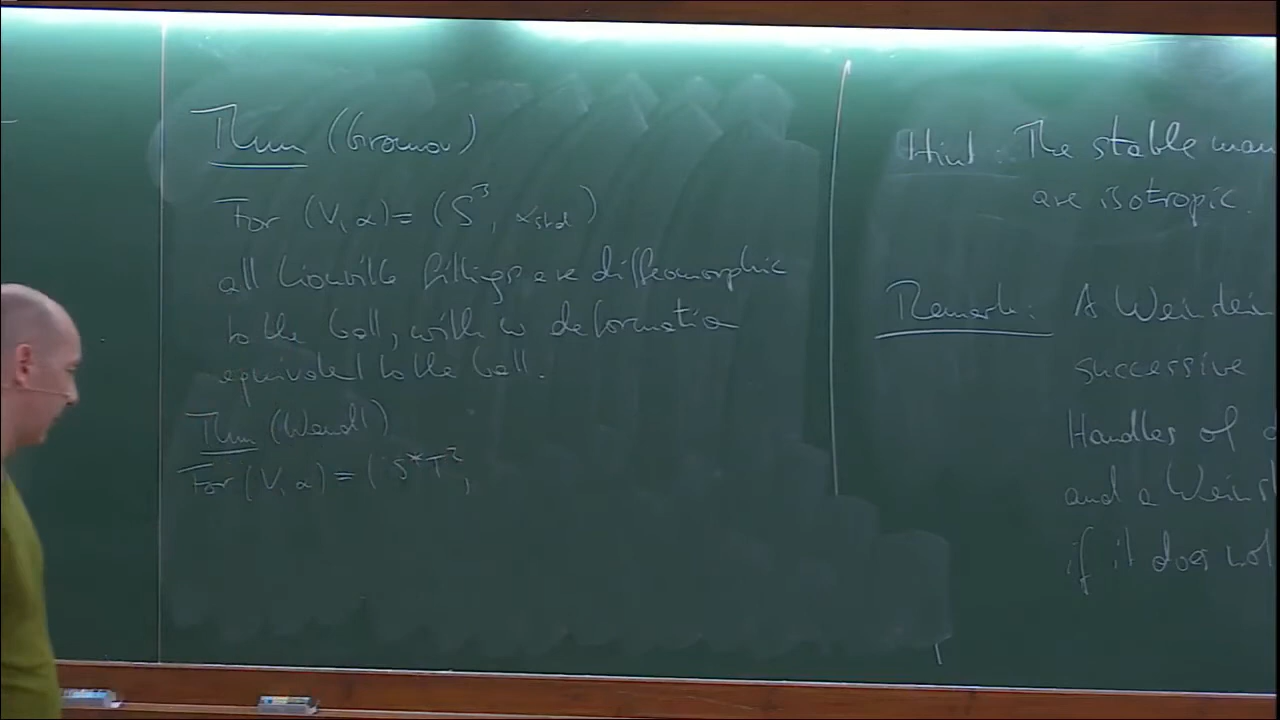 Thm (Gromov)
For (V, α) = (S³, α_std)
all Liouville fillings are diffeomorphic
to the ball, with ω deformation
equivalent to the ball.
Thm (Wendl)
For (V, α) = (S*T²,
Hint: The stable man
are isotropic.
Remark: A Weinstein
successive
Handles of
and a Weinst
if it does not